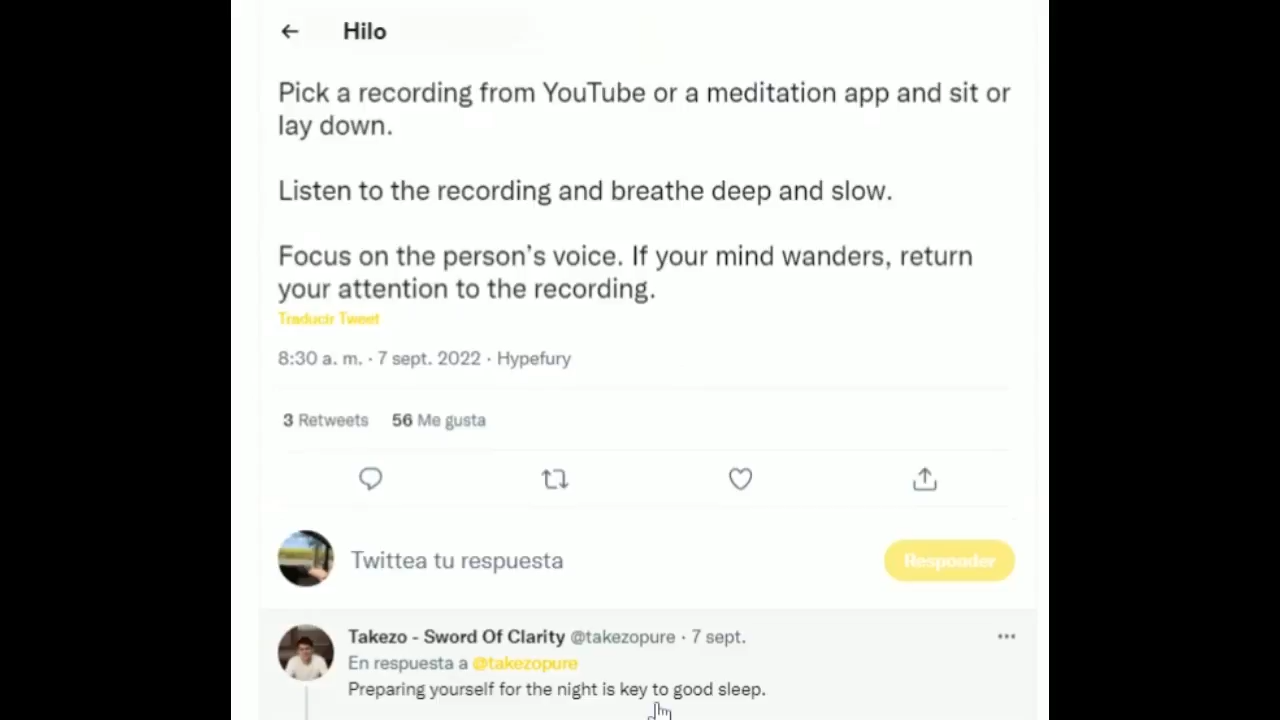 Hilo
Pick a recording from YouTube or a meditation app and sit or
lay down.
Listen to the recording and breathe deep and slow.
Focus on the person’s voice. If your mind wanders, return
your attention to the recording.
Traducir Tweet
8:30 a. m. · 7 sept. 2022 · Hypefury
3 Retweets 56 Me gusta
Twittea tu respuesta
Responder
Takezo - Sword Of Clarity @takezopure · 7 sept.
En respuesta a @takezopure
Preparing yourself for the night is key to good sleep.